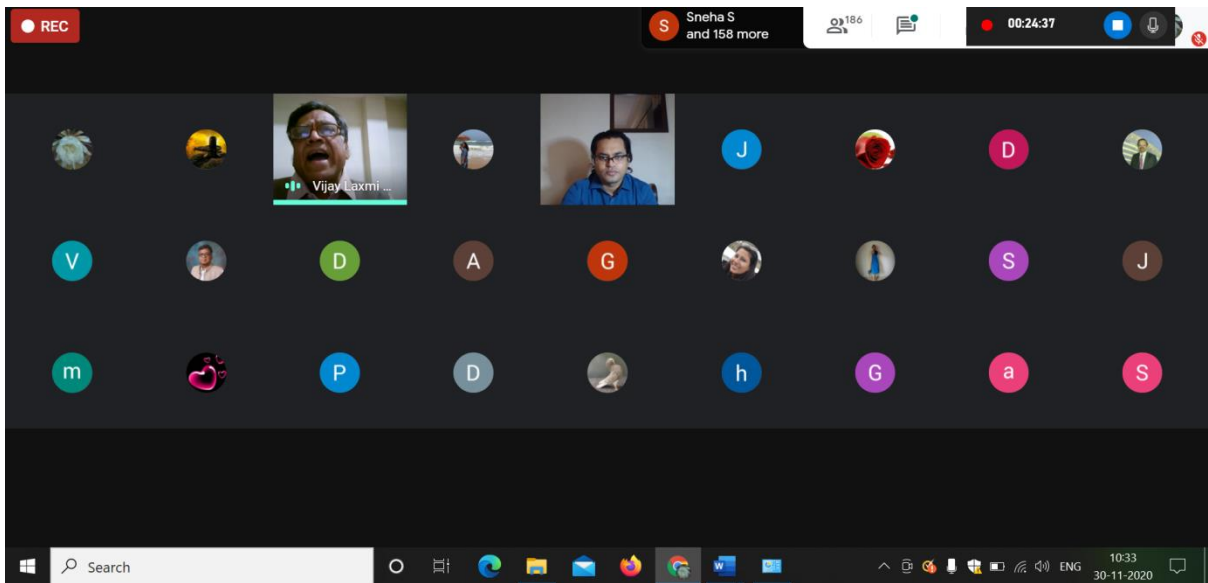 REC
S
Sneha S
and 158 more
186
00:24:37
Vijay Laxmi ...
J
D
V
D
A
G
S
J
m
P
D
h
G
a
S
Search
W
ENG
10:33
30-11-2020